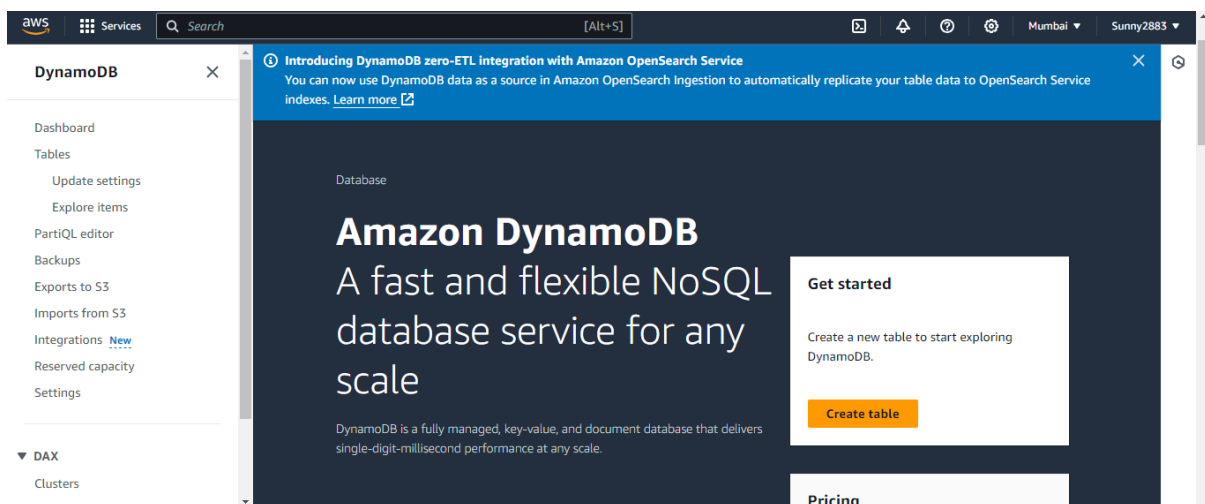 aws
Services
Search
[Alt+S]
Mumbai
Sunny2883
DynamoDB
Dashboard
Tables
Update settings
Explore items
PartiQL editor
Backups
Exports to S3
Imports from S3
Integrations New
Reserved capacity
Settings
DAX
Clusters
Introducing DynamoDB zero-ETL integration with Amazon OpenSearch Service
You can now use DynamoDB data as a source in Amazon OpenSearch Ingestion to automatically replicate your table data to OpenSearch Service
indexes. Learn more
Database
Amazon DynamoDB
A fast and flexible NoSQL
database service for any
scale
DynamoDB is a fully managed, key-value, and document database that delivers
single-digit-millisecond performance at any scale.
Get started
Create a new table to start exploring
DynamoDB.
Create table
Pricing